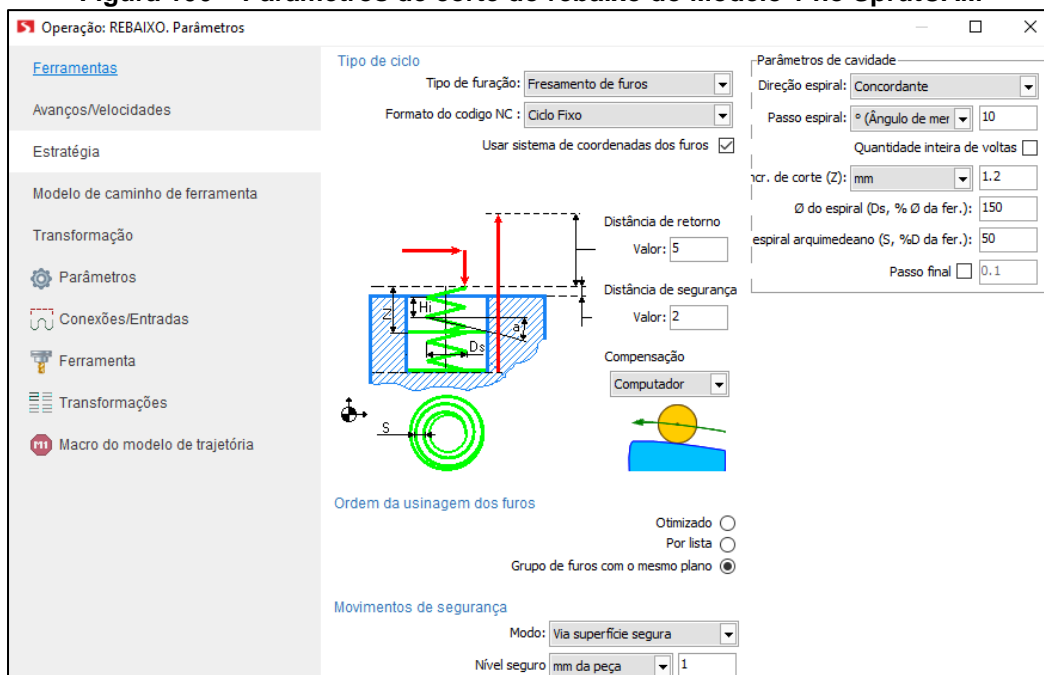 Operação: REBAIXO. Parâmetros
Ferramentas
Avanços/Velocidades
Estratégia
Modelo de caminho de ferramenta
Transformação
Parâmetros
Conexões/Entradas
Ferramenta
Transformações
M1 Macro do modelo de trajetória
Tipo de ciclo
Tipo de furação: Fresamento de furos
Formato do codigo NC : Ciclo Fixo
Usar sistema de coordenadas dos furos
Distância de retorno
Valor: 5
Distância de segurança
Valor: 2
Compensação
Computador
Hi
Z
a
Ds
S
Ordem da usinagem dos furos
Otimizado
Por lista
Grupo de furos com o mesmo plano
Movimentos de segurança
Modo: Via superfície segura
Nível seguro mm da peça 1
Parâmetros de cavidade
Direção espiral: Concordante
Passo espiral: ° (Ângulo de mer 10
Quantidade inteira de voltas
ncr. de corte (Z): mm 1.2
Ø do espiral (Ds, % Ø da fer.): 150
espiral arquimedeano (S, %D da fer.): 50
Passo final 0.1